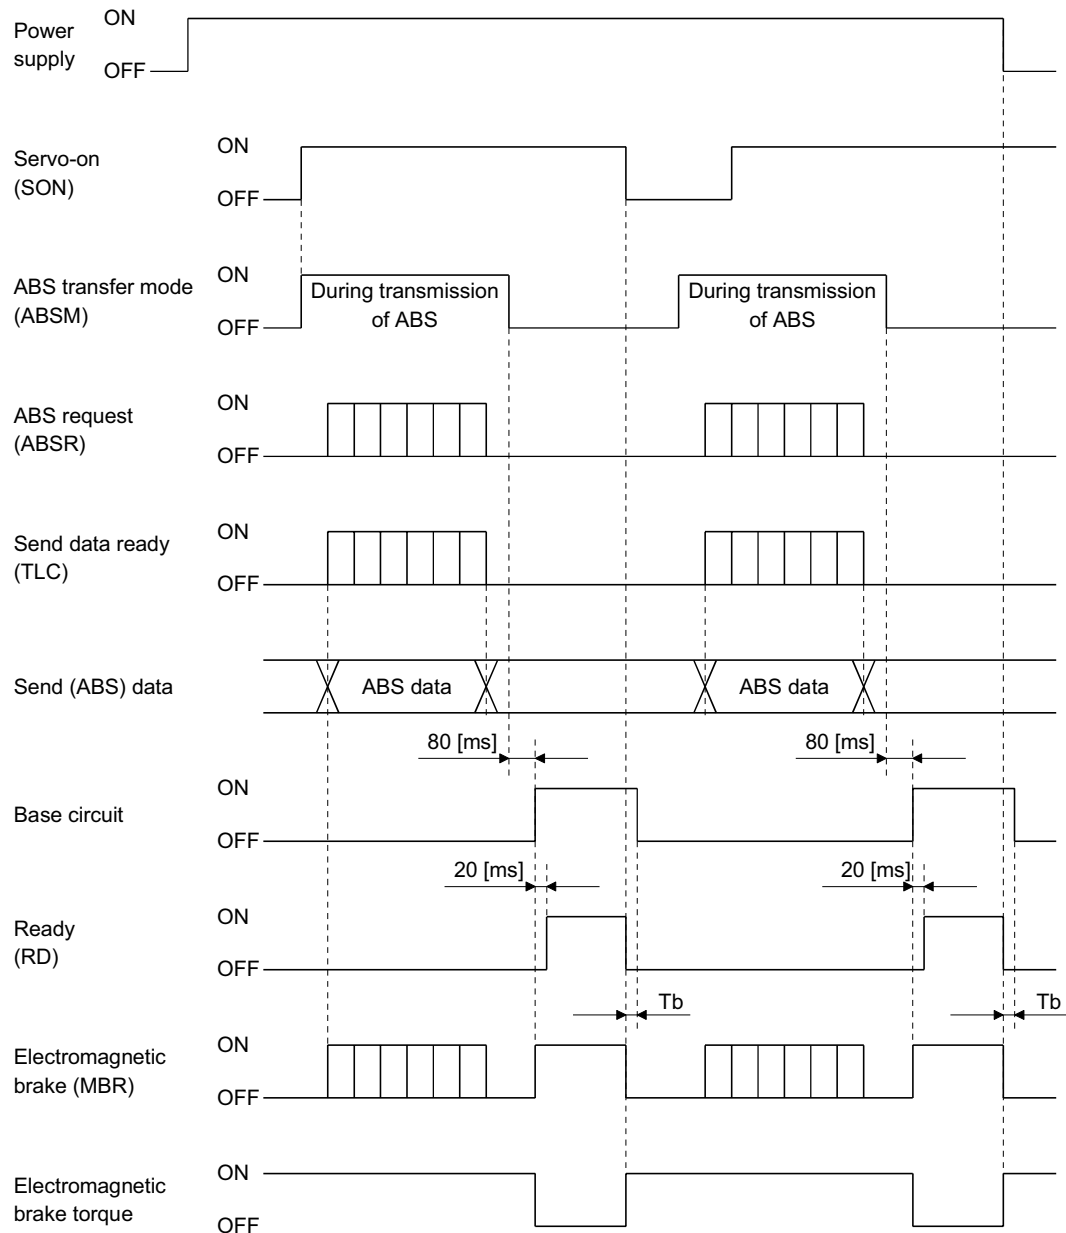 ON
Power
supply
OFF
ON
Servo-on
(SON)
OFF
ON
ABS transfer mode
(ABSM)
During transmission
of ABS
During transmission
of ABS
OFF
ON
ABS request
(ABSR)
OFF
ON
Send data ready
(TLC)
OFF
Send (ABS) data
ABS data
ABS data
80 [ms]
80 [ms]
ON
Base circuit
OFF
20 [ms]
20 [ms]
ON
Ready
(RD)
OFF
Tb
Tb
ON
Electromagnetic
brake (MBR)
OFF
ON
Electromagnetic
brake torque
OFF